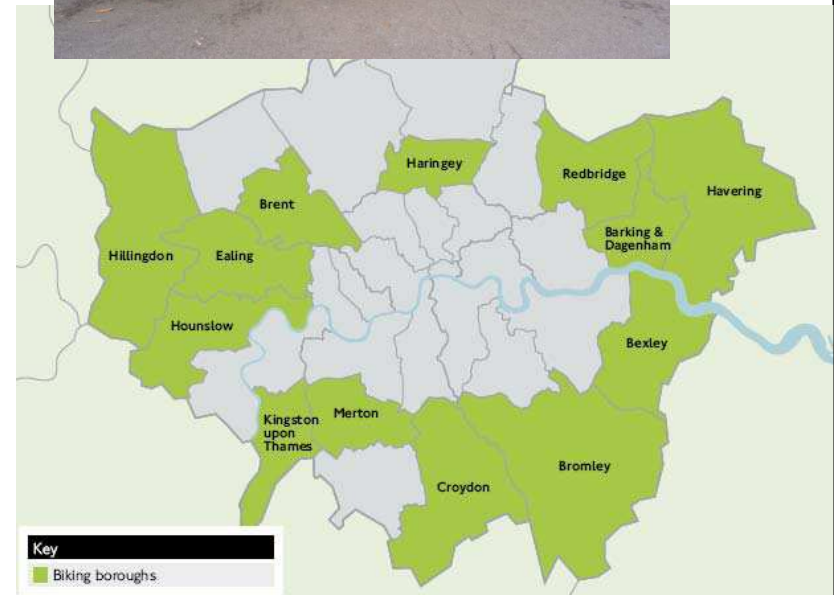 Haringey
Redbridge
Havering
Brent
Barking &
Dagenham
Hillingdon
Ealing
Hounslow
Bexley
Kingston
upon
Thames
Merton
Bromley
Croydon
Key
Biking boroughs